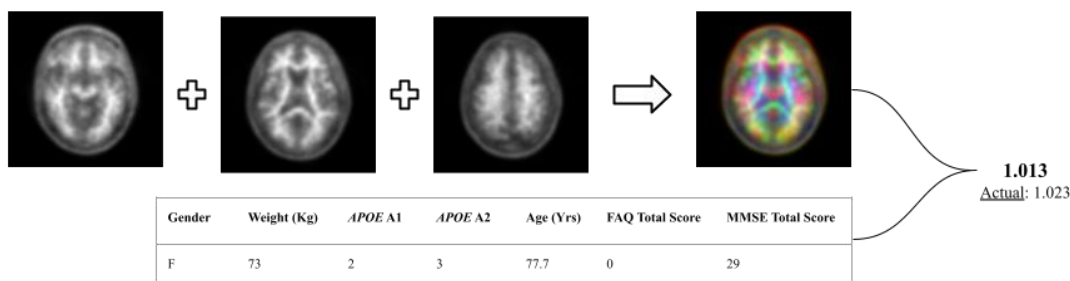 1.013
Actual: 1.023
Gender Weight (Kg) APOE A1 APOE A2 Age (Yrs) FAQ Total Score MMSE Total Score
F 73 2 3 77.7 0 29